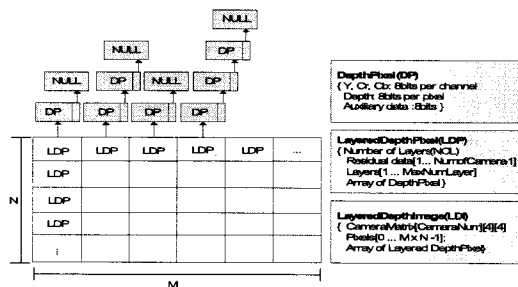 NULL
NULL DP
NULL DP NULL DP
DP DP DP DP
LDP LDP LDP LDP LDP ...
LDP
LDP
LDP
⋮
N
M
DepthPixel(DP)
{ Y, Cr, Cb: 8bits per channel
Depth: 8bits per pixel
Auxiliary data :8bits }
LayeredDepthPixel(LDP)
{ Number of Layers(NOL)
Residual data[1... NumofCamera-1]
Layers[1 ... MaxNumLayer]
Array of DepthPixel }
LayeredDepthImage(LDI)
{ CameraMatrix[CameraNum][4][4]
Pixels[0 ... M x N -1];
Array of Layered DepthPixel}